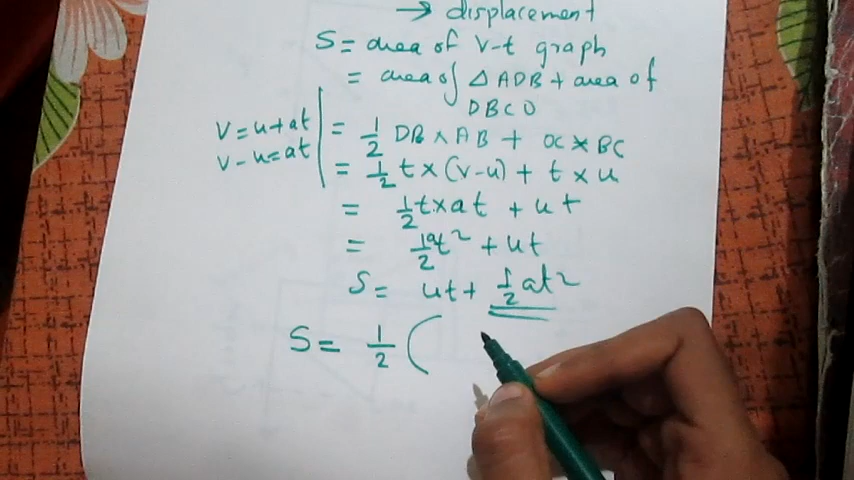 → displacement
S = area of V-t graph
= area of △ ADB + area of
DBCO
V = u + at
V - u = at
= 1/2 DB × AB + OC × BC
= 1/2 t × (V-u) + t × u
= 1/2 t × at + ut
= 1/2 at² + ut
S = ut + 1/2 at²
S = 1/2 (